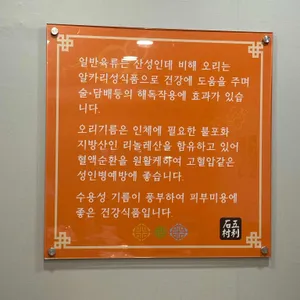 일반육류는 산성인데 비해 오리는
알카리성식품으로 건강에 도움을 주며
술·담배등의 해독작용에 효과가 있습
니다.
오리기름은 인체에 필요한 불포화
지방산인 리놀레산을 함유하고 있어
혈액순환을 원활케하여 고혈압같은
성인병예방에 좋습니다.
수용성 기름이 풍부하여 피부미용에
좋은 건강식품입니다